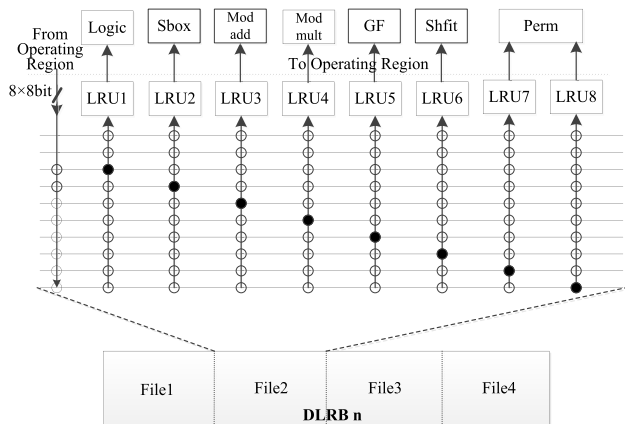 From
Operating
Region
Logic
Sbox
Mod
add
Mod
mult
GF
Shfit
Perm
To Operating Region
8×8bit
LRU1
LRU2
LRU3
LRU4
LRU5
LRU6
LRU7
LRU8
File1
File2
File3
File4
DLRB n